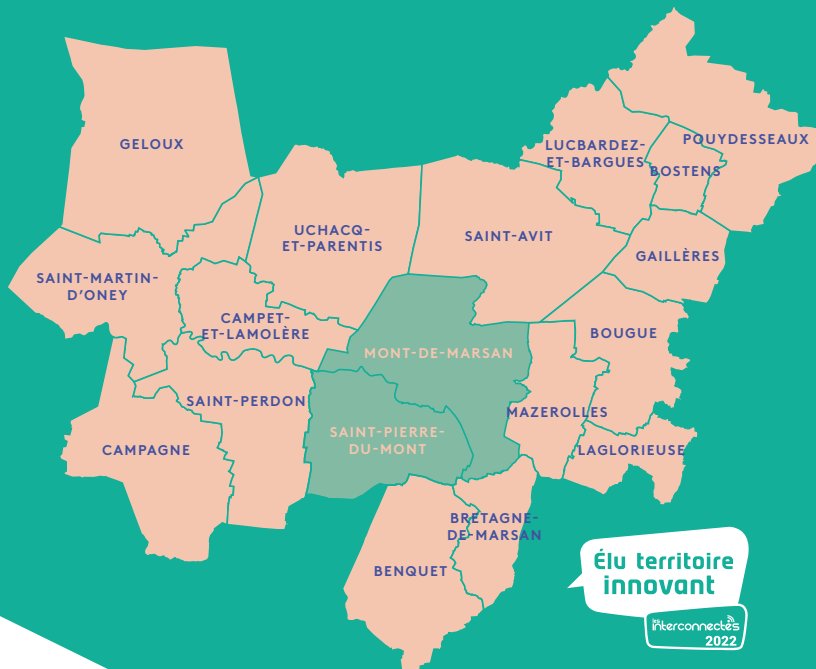 GELOUX
POUYDESSEAUX
LUCBARDEZ-
ET-BARGUES
BOSTENS
UCHACQ-
ET-PARENTIS
SAINT-AVIT
GAILLÈRES
SAINT-MARTIN-
D'ONEY
CAMPET-
ET-LAMOLÈRE
BOUGUE
MONT-DE-MARSAN
SAINT-PERDON
MAZEROLLES
SAINT-PIERRE-
DU-MONT
CAMPAGNE
LAGLORIEUSE
BRETAGNE-
DE-MARSAN
BENQUET
Élu territoire
innovant
les
interconnectés
2022